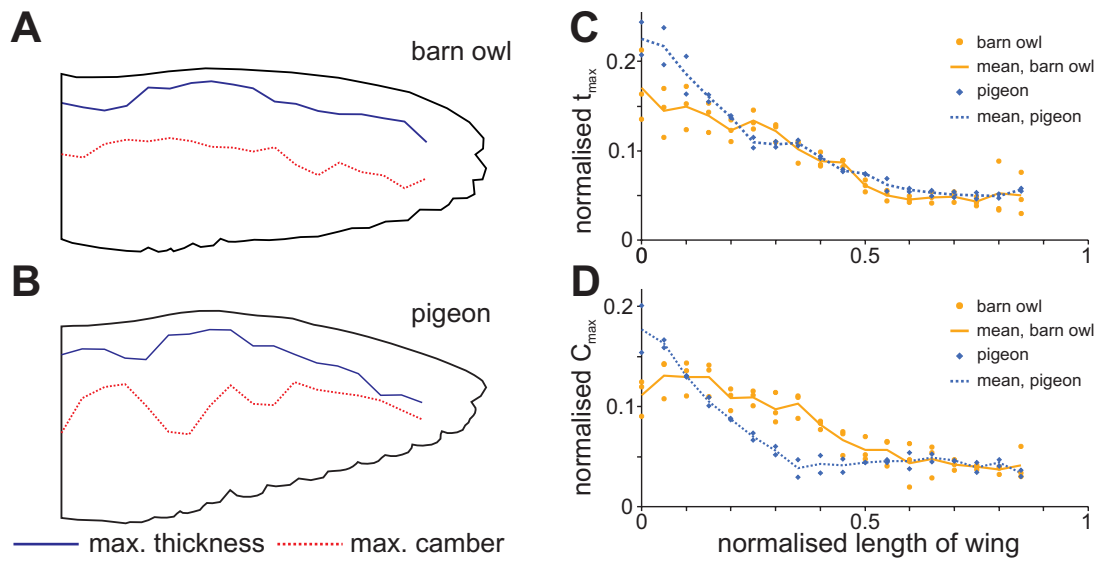 A
barn owl
B
pigeon
max. thickness
max. camber
C
normalised tmax
0.2
0.1
0
0
0.5
1
barn owl
mean, barn owl
pigeon
mean, pigeon
D
normalised Cmax
0.2
0.1
0
0
0.5
1
barn owl
mean, barn owl
pigeon
mean, pigeon
normalised length of wing